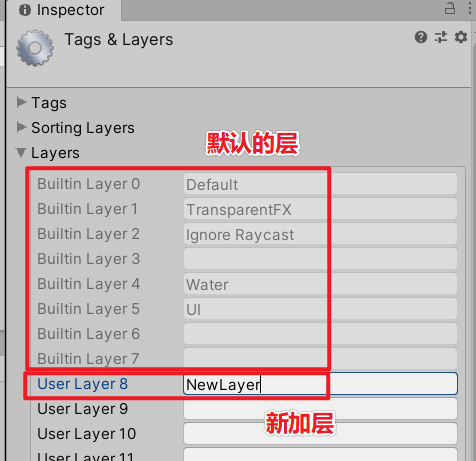 Inspector
Tags & Layers
Tags
Sorting Layers
Layers
默认的层
Builtin Layer 0 Default
Builtin Layer 1 TransparentFX
Builtin Layer 2 Ignore Raycast
Builtin Layer 3
Builtin Layer 4 Water
Builtin Layer 5 UI
Builtin Layer 6
Builtin Layer 7
User Layer 8 NewLayer
User Layer 9
新加层
User Layer 10
User Layer 11